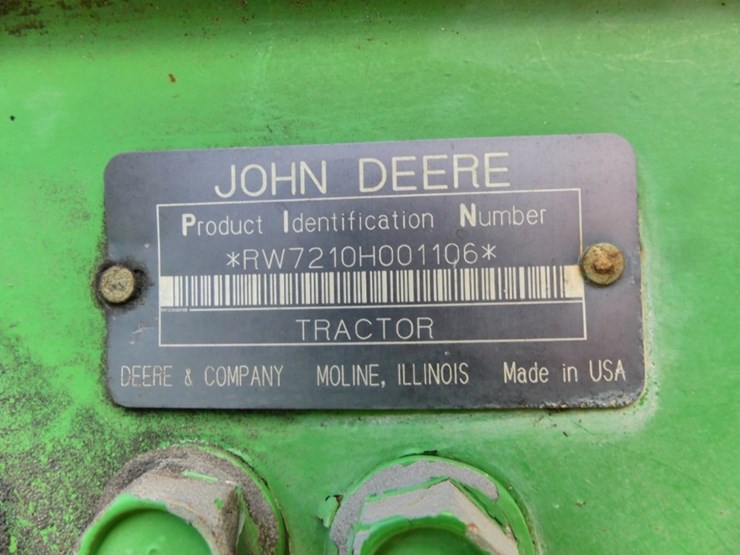 JOHN DEERE
Product Identification Number
*RW7210H001106*
TRACTOR
DEERE & COMPANY MOLINE, ILLINOIS Made in USA